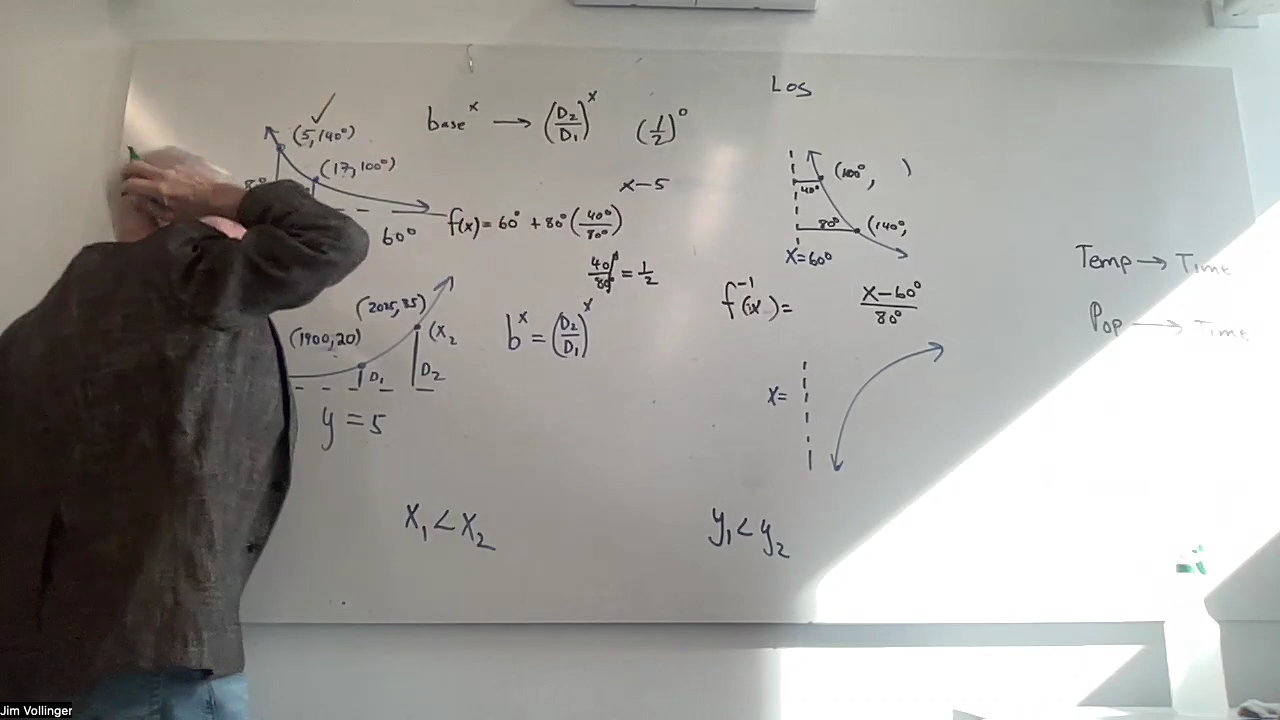 Log
base^x → (D₂/D₁)^x (1/2)^0
(5, 140°)
(17, 100°)
8°
x-5
f(x) = 60° + 80° (40°/80°)
60°
40°/80° = 1/2
(100°, )
40°
80°
(140°,
X=60°
Temp → Time
Pop → Time
f⁻¹(x) = X-60°/80°
(2025, 85)
(1900, 20)
(X₂
D₁
D₂
b^x = (D₂/D₁)^x
y = 5
X=
X₁ < X₂
y₁ < y₂
Jim Vollinger